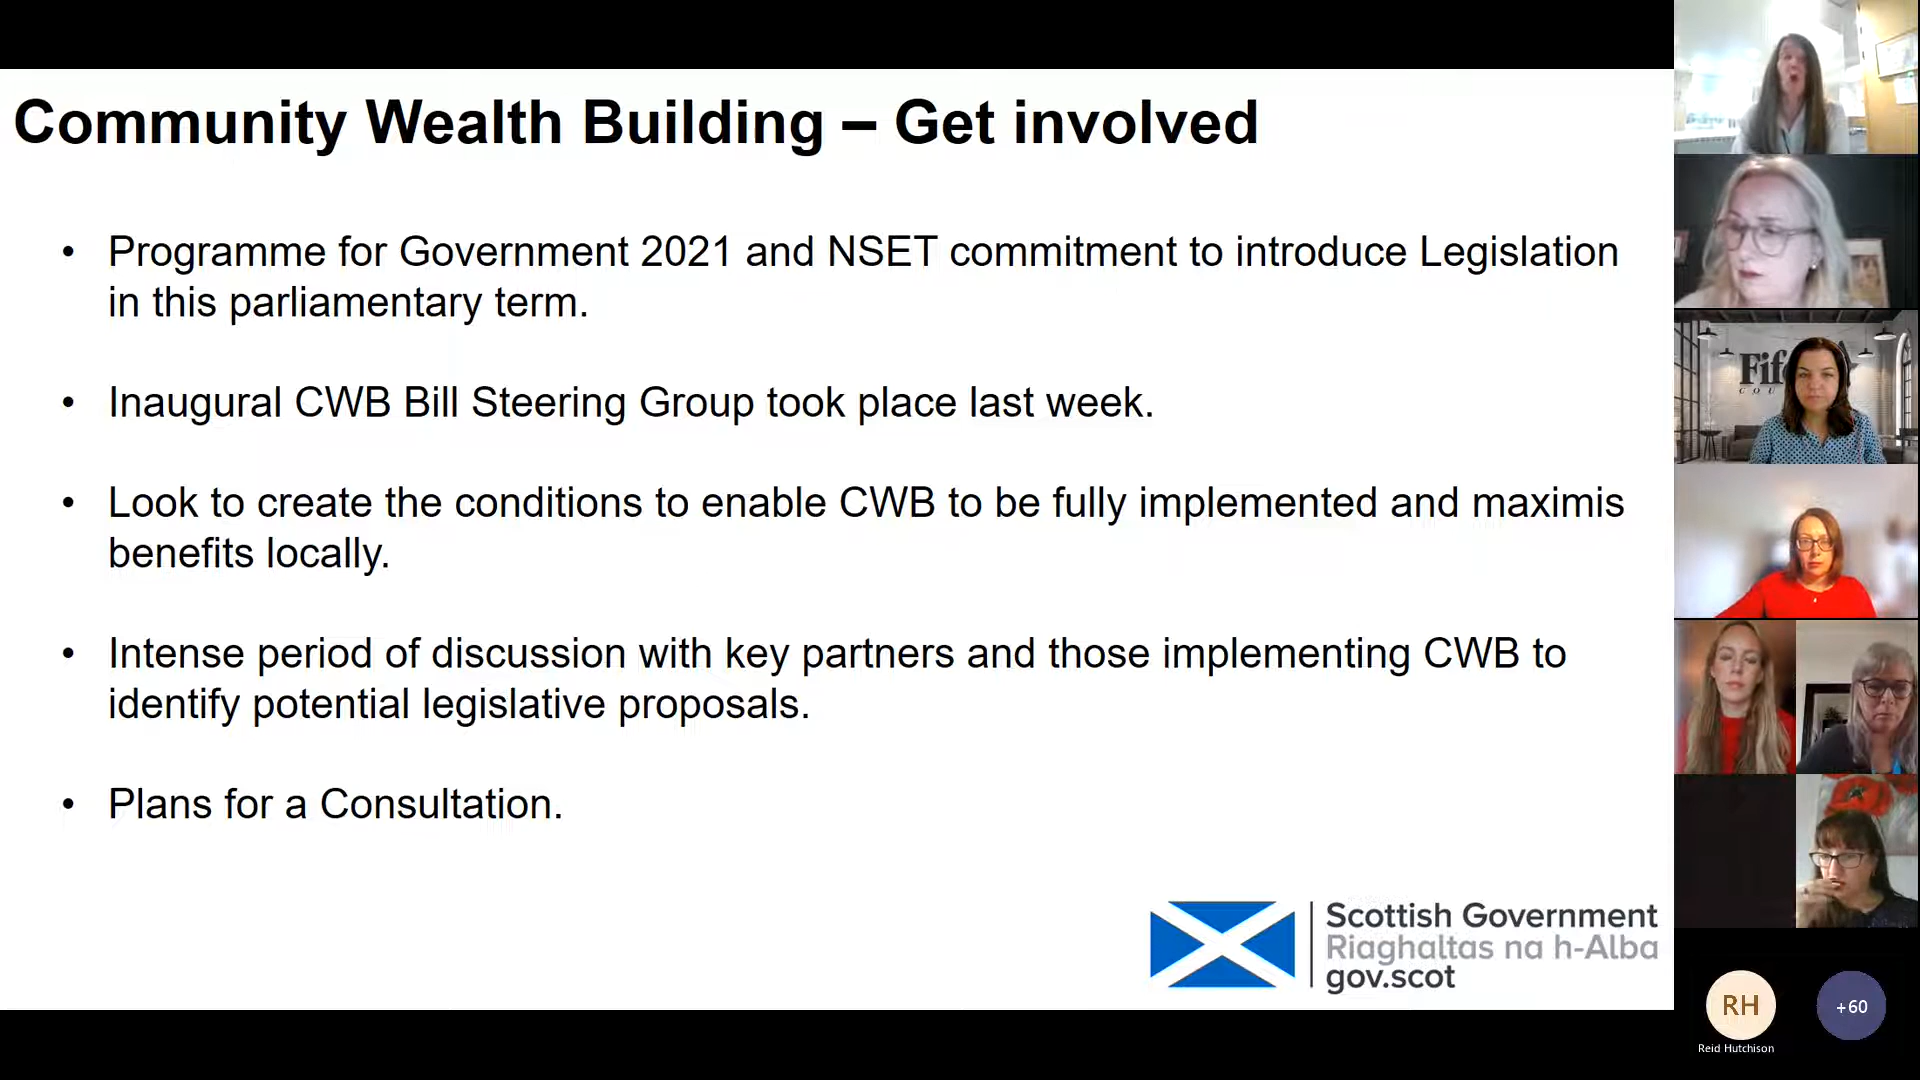 Community Wealth Building – Get involved
• Programme for Government 2021 and NSET commitment to introduce Legislation
in this parliamentary term.
• Inaugural CWB Bill Steering Group took place last week.
• Look to create the conditions to enable CWB to be fully implemented and maximis
benefits locally.
• Intense period of discussion with key partners and those implementing CWB to
identify potential legislative proposals.
• Plans for a Consultation.
Scottish Government
Riaghaltas na h-Alba
gov.scot
Fif
RH
+60
Reid Hutchison